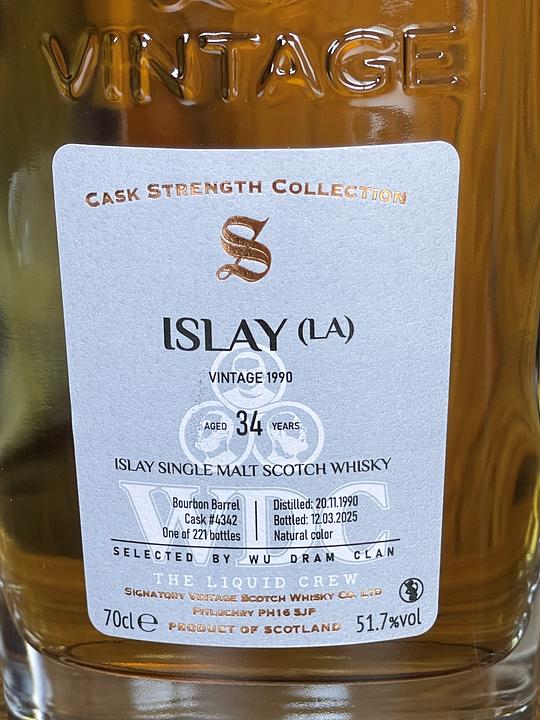 VINTAGE
CASK STRENGTH COLLECTION
S
ISLAY (LA)
VINTAGE 1990
AGED 34 YEARS
ISLAY SINGLE MALT SCOTCH WHISKY
WDC
Bourbon Barrel
Cask #4342
One of 221 bottles
Distilled: 20.11.1990
Bottled: 12.03.2025
Natural color
SELECTED BY WU DRAM CLAN
THE LIQUID CREW
SIGNATORY VINTAGE SCOTCH WHISKY CO. LTD
PITLOCHRY PH16 5JP
70cl e PRODUCT OF SCOTLAND 51.7%vol